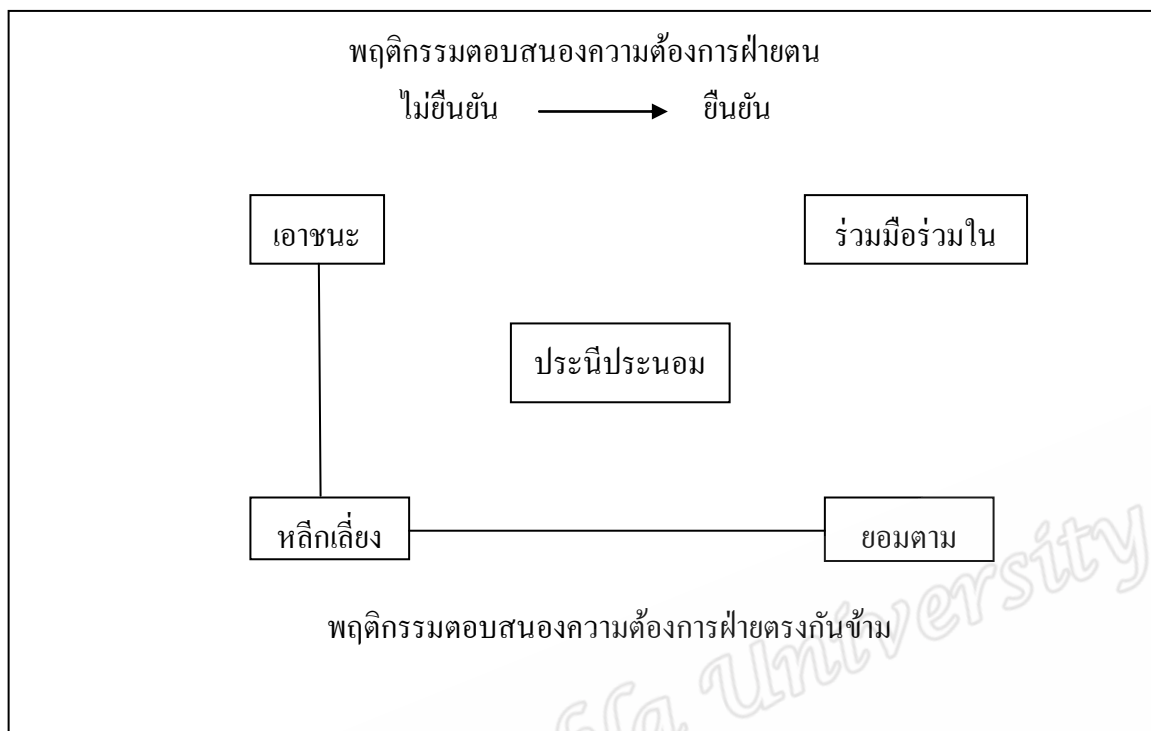 พฤติกรรมตอบสนองความต้องการฝ่ายตน
ไม่ยืนยัน ยืนยัน
เอาชนะ ร่วมมือร่วมใน
ประนีประนอม
หลีกเลี่ยง ยอมตาม
พฤติกรรมตอบสนองความต้องการฝ่ายตรงกันข้าม
University